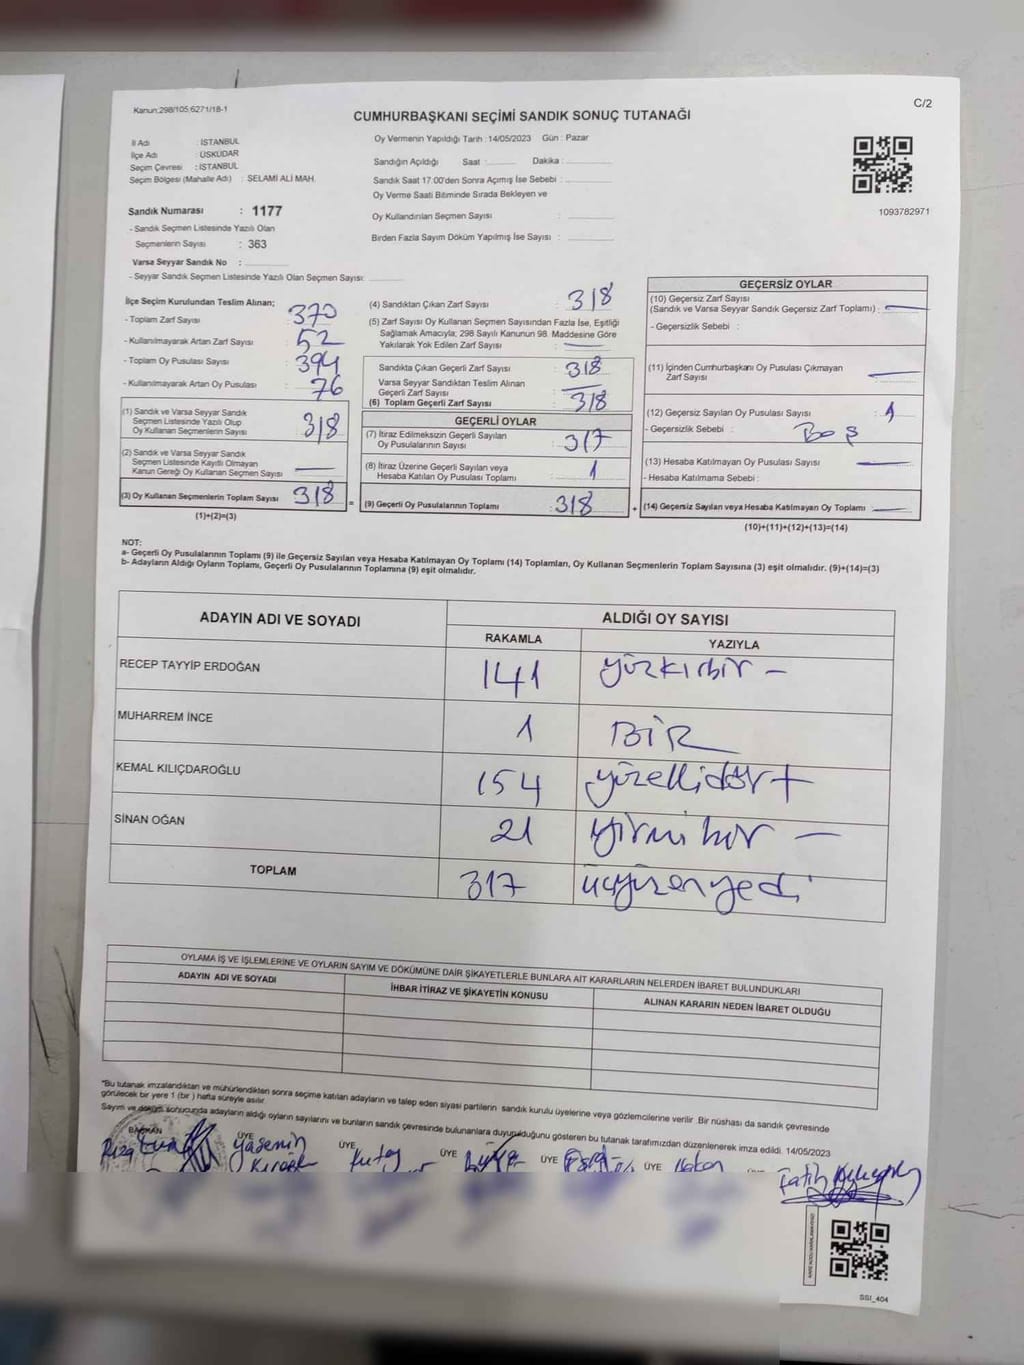 Kanun:298/105,6271/18-1
C/2
CUMHURBAŞKANI SEÇİMİ SANDIK SONUÇ TUTANAĞI
İl Adı : İSTANBUL
İlçe Adı : ÜSKÜDAR
Seçim Çevresi : İSTANBUL
Seçim Bölgesi (Mahalle Adı) : SELAMİ ALİ MAH.
Sandık Numarası : 1177
- Sandık Seçmen Listesinde Yazılı Olan
Seçmenlerin Sayısı : 363
Varsa Seyyar Sandık No :
- Seyyar Sandık Seçmen Listesinde Yazılı Olan Seçmen Sayısı:
Oy Vermenin Yapıldığı Tarih :14/05/2023 Gün : Pazar
Sandığın Açıldığı Saat : Dakika :
Sandık Saat 17.00'den Sonra Açımış İse Sebebi :
Oy Verme Saati Bitiminde Sırada Bekleyen ve
Oy Kullandırılan Seçmen Sayısı :
Birden Fazla Sayım Döküm Yapılmış İse Sayısı :
1093782971
İlçe Seçim Kurulundan Teslim Alınan;
- Toplam Zarf Sayısı : 370
- Kullanılmayarak Artan Zarf Sayısı : 52
- Toplam Oy Pusulası Sayısı : 394
- Kullanılmayarak Artan Oy Pusulası : 76
(1) Sandık ve Varsa Seyyar Sandık
Seçmen Listesinde Yazılı Olup
Oy Kullanan Seçmenlerin Sayısı : 318
(2) Sandık ve Varsa Seyyar Sandık
Seçmen Listesinde Kayıtlı Olmayan
Kanun Gereği Oy Kullanan Seçmen Sayısı : —
(3) Oy Kullanan Seçmenlerin Toplam Sayısı : 318
(1)+(2)=(3)
=
(4) Sandıktan Çıkan Zarf Sayısı : 318
(5) Zarf Sayısı Oy Kullanan Seçmen Sayısından Fazla İse, Eşitliği
Sağlamak Amacıyla; 298 Sayılı Kanunun 98. Maddesine Göre
Yakılarak Yok Edilen Zarf Sayısı : —
Sandıkta Çıkan Geçerli Zarf Sayısı : 318
Varsa Seyyar Sandıktan Teslim Alınan
Geçerli Zarf Sayısı : —
(6) Toplam Geçerli Zarf Sayısı : 318
GEÇERLİ OYLAR
(7) İtiraz Edilmeksizin Geçerli Sayılan
Oy Pusulalarının Sayısı : 317
(8) İtiraz Üzerine Geçerli Sayılan veya
Hesaba Katılan Oy Pusulası Toplamı : 1
(9) Geçerli Oy Pusulalarının Toplamı : 318
+
GEÇERSİZ OYLAR
(10) Geçersiz Zarf Sayısı
(Sandık ve Varsa Seyyar Sandık Geçersiz Zarf Toplamı) : —
- Geçersizlik Sebebi :
(11) İçinden Cumhurbaşkanı Oy Pusulası Çıkmayan
Zarf Sayısı : —
(12) Geçersiz Sayılan Oy Pusulası Sayısı : 1
- Geçersizlik Sebebi : Boş
(13) Hesaba Katılmayan Oy Pusulası Sayısı : —
- Hesaba Katılmama Sebebi :
(14) Geçersiz Sayılan veya Hesaba Katılmayan Oy Toplamı : —
(10)+(11)+(12)+(13)=(14)
NOT:
a- Geçerli Oy Pusulalarının Toplamı (9) ile Geçersiz Sayılan veya Hesaba Katılmayan Oy Toplamı (14) Toplamları, Oy Kullanan Seçmenlerin Toplam Sayısına (3) eşit olmalıdır. (9)+(14)=(3)
b- Adayların Aldığı Oyların Toplamı, Geçerli Oy Pusulalarının Toplamına (9) eşit olmalıdır.
ADAYIN ADI VE SOYADI ALDIĞI OY SAYISI
RAKAMLA YAZIYLA
RECEP TAYYİP ERDOĞAN 141 yüzkırbir —
MUHARREM İNCE 1 BİR
KEMAL KILIÇDAROĞLU 154 yüzellidört
SİNAN OĞAN 21 yirmi bir —
TOPLAM 317 üçyüzonyedi
OYLAMA İŞ VE İŞLEMLERİNE VE OYLARIN SAYIM VE DÖKÜMÜNE DAİR ŞİKAYETLERLE BUNLARA AİT KARARLARIN NELERDEN İBARET BULUNDUKLARI
ADAYIN ADI VE SOYADI İHBAR İTİRAZ VE ŞİKAYETİN KONUSU ALINAN KARARIN NEDEN İBARET OLDUĞU
*Bu tutanak imzalandıktan ve mühürlendikten sonra seçime katılan adayların ve talep eden siyasi partilerin sandık kurulu üyelerine veya gözlemcilerine verilir. Bir nüshası da sandık çevresinde
görülecek bir yere 1 (bir ) hafta süreyle asılır.
Sayım ve döküm sonucunda adayların aldığı oyların sayılarını ve bunların sandık çevresinde bulunanlara duyurulduğunu gösteren bu tutanak tarafımızdan düzenlenerek imza edildi. 14/05/2023
BAŞKAN ÜYE ÜYE ÜYE ÜYE ÜYE
Rıza Yasemin Kutay Hakan Fatih
SSI_404